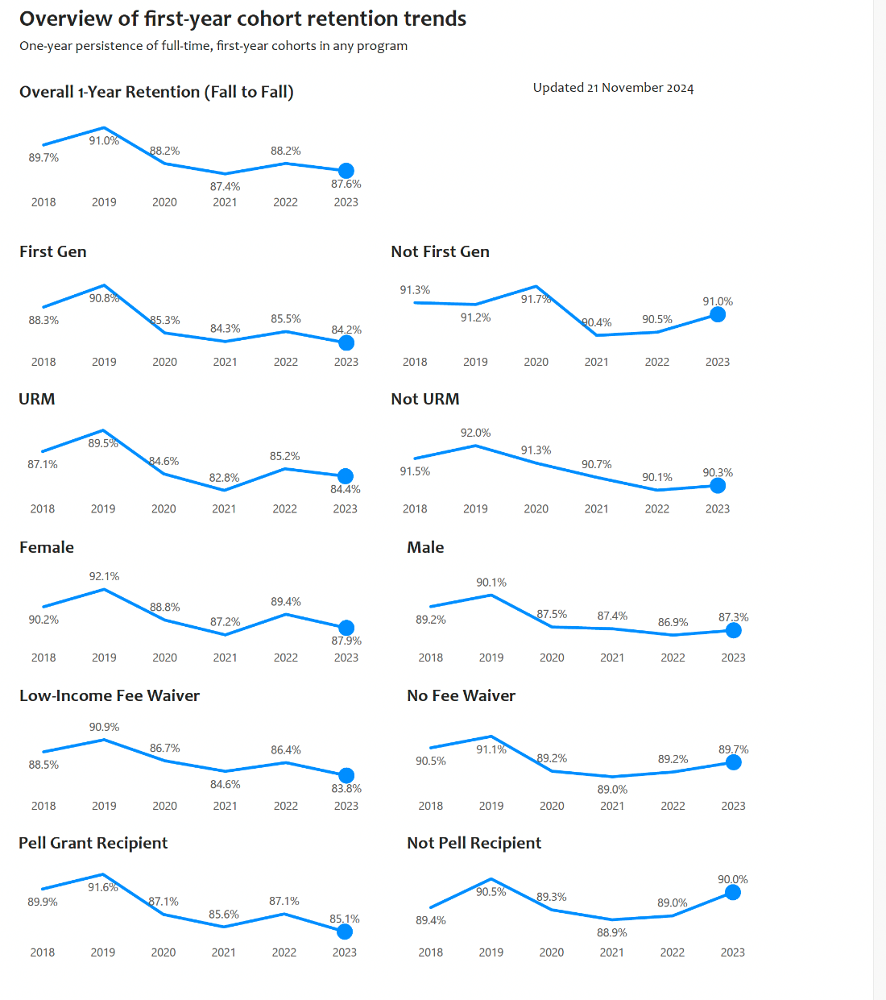 Overview of first-year cohort retention trends
One-year persistence of full-time, first-year cohorts in any program
Overall 1-Year Retention (Fall to Fall)
Updated 21 November 2024
89.7% 91.0% 88.2% 87.4% 88.2% 87.6%
2018 2019 2020 2021 2022 2023
First Gen
88.3% 90.8% 85.3% 84.3% 85.5% 84.2%
2018 2019 2020 2021 2022 2023
Not First Gen
91.3% 91.2% 91.7% 90.4% 90.5% 91.0%
2018 2019 2020 2021 2022 2023
URM
87.1% 89.5% 84.6% 82.8% 85.2% 84.4%
2018 2019 2020 2021 2022 2023
Not URM
91.5% 92.0% 91.3% 90.7% 90.1% 90.3%
2018 2019 2020 2021 2022 2023
Female
90.2% 92.1% 88.8% 87.2% 89.4% 87.9%
2018 2019 2020 2021 2022 2023
Male
89.2% 90.1% 87.5% 87.4% 86.9% 87.3%
2018 2019 2020 2021 2022 2023
Low-Income Fee Waiver
88.5% 90.9% 86.7% 84.6% 86.4% 83.8%
2018 2019 2020 2021 2022 2023
No Fee Waiver
90.5% 91.1% 89.2% 89.0% 89.2% 89.7%
2018 2019 2020 2021 2022 2023
Pell Grant Recipient
89.9% 91.6% 87.1% 85.6% 87.1% 85.1%
2018 2019 2020 2021 2022 2023
Not Pell Recipient
89.4% 90.5% 89.3% 88.9% 89.0% 90.0%
2018 2019 2020 2021 2022 2023